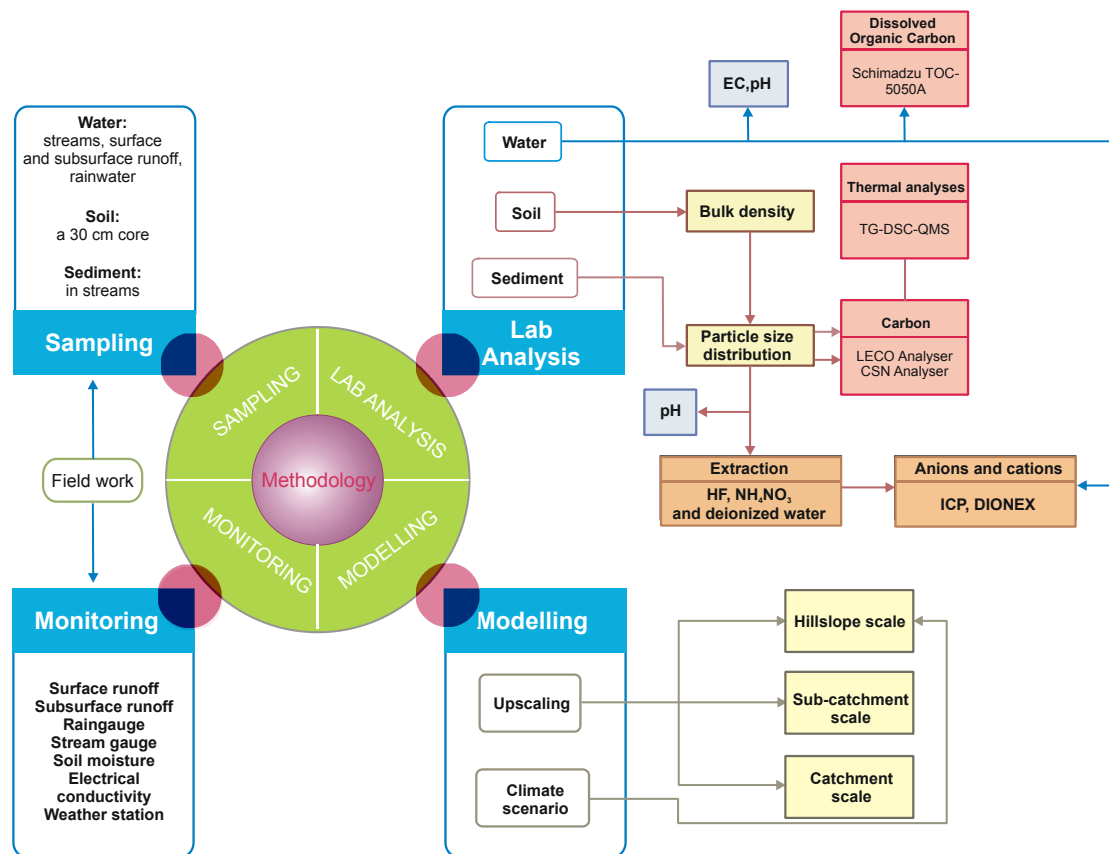 Water:
streams, surface
and subsurface runoff,
rainwater
Soil:
a 30 cm core
Sediment:
in streams
Sampling
Field work
Monitoring
Surface runoff
Subsurface runoff
Raingauge
Stream gauge
Soil moisture
Electrical
conductivity
Weather station
SAMPLING
LAB ANALYSIS
Methodology
MONITORING
MODELLING
Water
Soil
Sediment
Lab
Analysis
EC,pH
Dissolved
Organic Carbon
Schimadzu TOC-
5050A
Bulk density
Thermal analyses
TG-DSC-QMS
Particle size
distribution
Carbon
LECO Analyser
CSN Analyser
pH
Extraction
HF, NH₄NO₃
and deionized water
Anions and cations
ICP, DIONEX
Modelling
Upscaling
Climate
scenario
Hillslope scale
Sub-catchment
scale
Catchment
scale